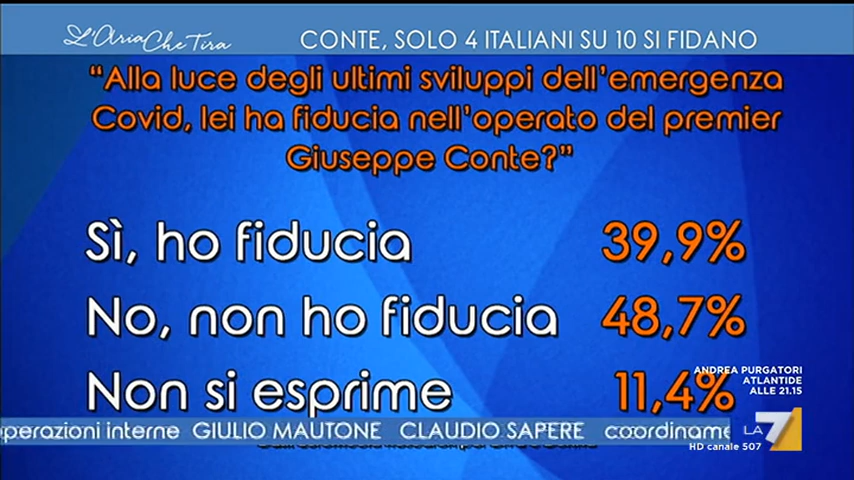 L'Aria Che Tira
CONTE, SOLO 4 ITALIANI SU 10 SI FIDANO
“Alla luce degli ultimi sviluppi dell'emergenza
Covid, lei ha fiducia nell'operato del premier
Giuseppe Conte?”
Sì, ho fiducia 39,9%
No, non ho fiducia 48,7%
Non si esprime 11,4%
ANDREA PURGATORI
ATLANTIDE
ALLE 21.15
operazioni interne GIULIO MAUTONE CLAUDIO SAPERE coordiname
LA 7
HD canale 507